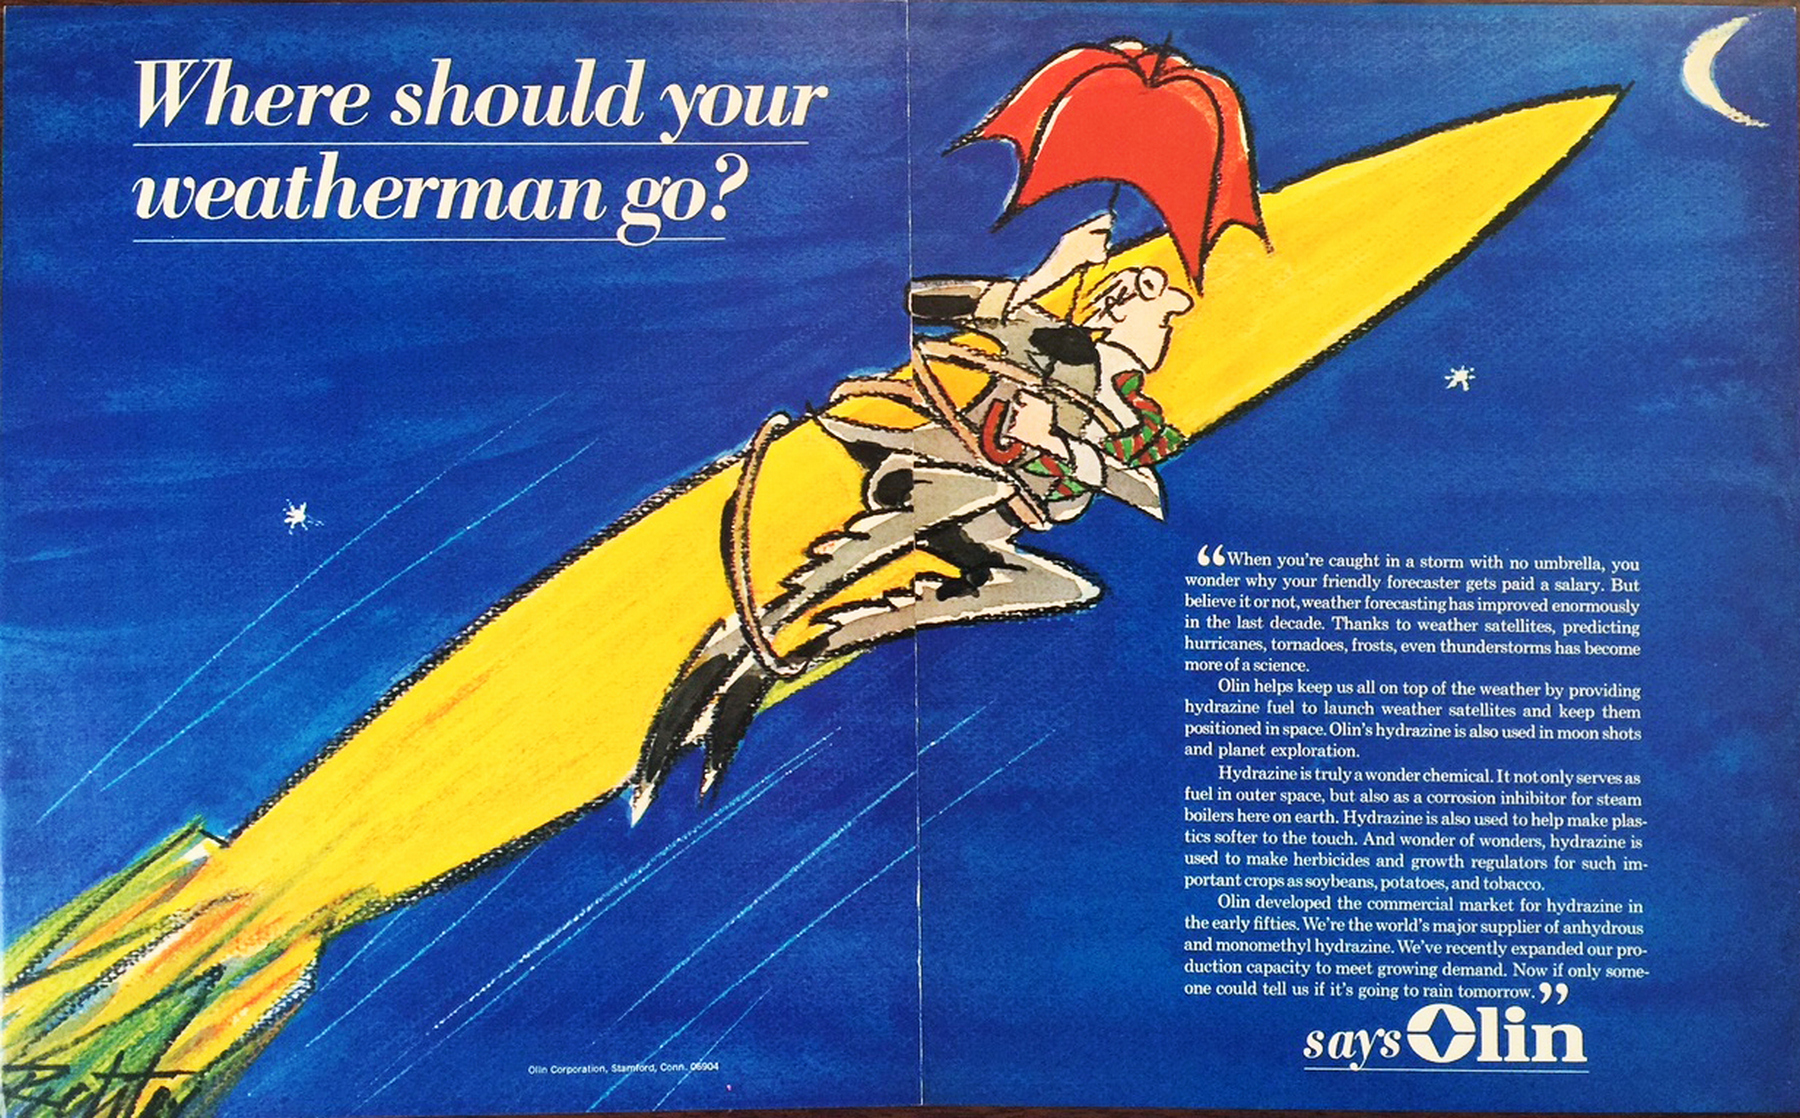 Where should your
weatherman go?
“When you're caught in a storm with no umbrella, you
wonder why your friendly forecaster gets paid a salary. But
believe it or not, weather forecasting has improved enormously
in the last decade. Thanks to weather satellites, predicting
hurricanes, tornadoes, frosts, even thunderstorms has become
more of a science.
Olin helps keep us all on top of the weather by providing
hydrazine fuel to launch weather satellites and keep them
positioned in space. Olin's hydrazine is also used in moon shots
and planet exploration.
Hydrazine is truly a wonder chemical. It not only serves as
fuel in outer space, but also as a corrosion inhibitor for steam
boilers here on earth. Hydrazine is also used to help make plas-
tics softer to the touch. And wonder of wonders, hydrazine is
used to make herbicides and growth regulators for such im-
portant crops as soybeans, potatoes, and tobacco.
Olin developed the commercial market for hydrazine in
the early fifties. We're the world's major supplier of anhydrous
and monomethyl hydrazine. We've recently expanded our pro-
duction capacity to meet growing demand. Now if only some-
one could tell us if it's going to rain tomorrow.”
says Olin
Olin Corporation, Stamford, Conn. 06904